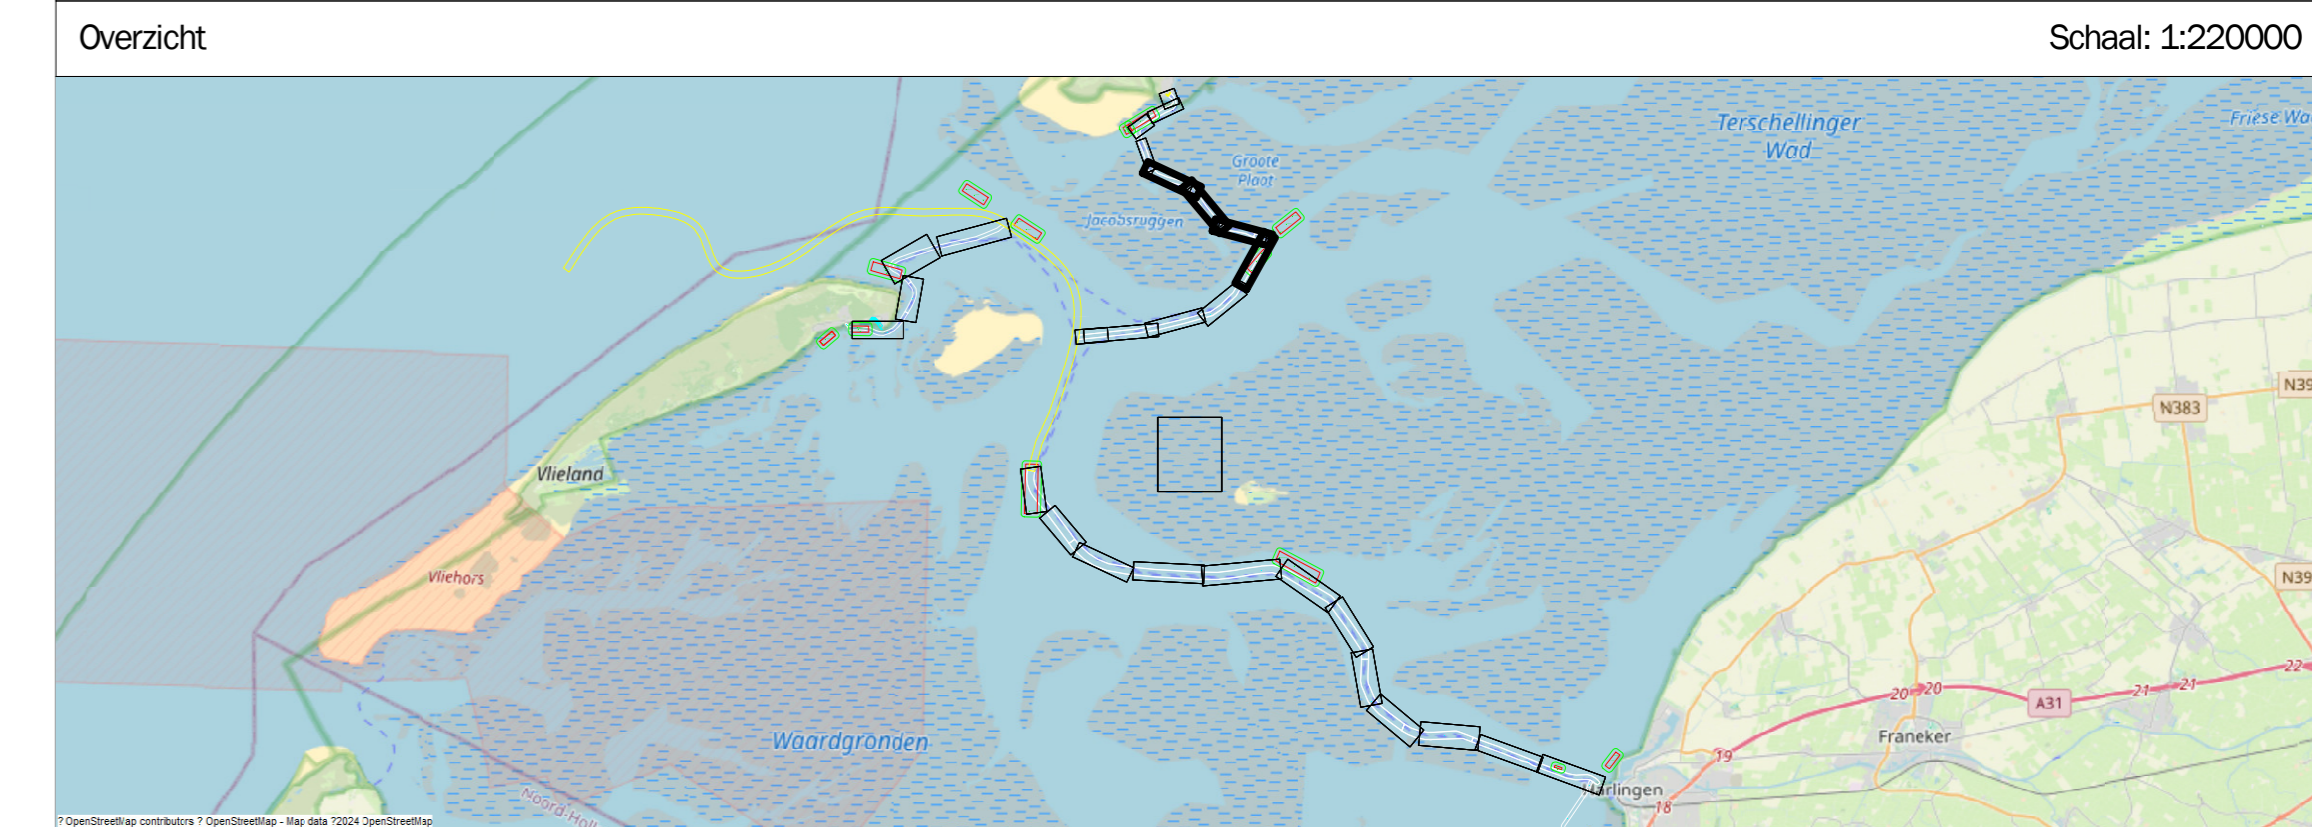 Overzicht
Schaal: 1:220000
Terschellinger
Wad
Friese Wa
Groote
Plaat
Jacobsruggen
N39
N383
Vlieland
Vliehors
N39
22
21
21
20
20
A31
Waardgronden
Franeker
19
Harlingen
18
Noord-Holl
? OpenStreetMap contributors ? OpenStreetMap - Map data ?2024 OpenStreetMap